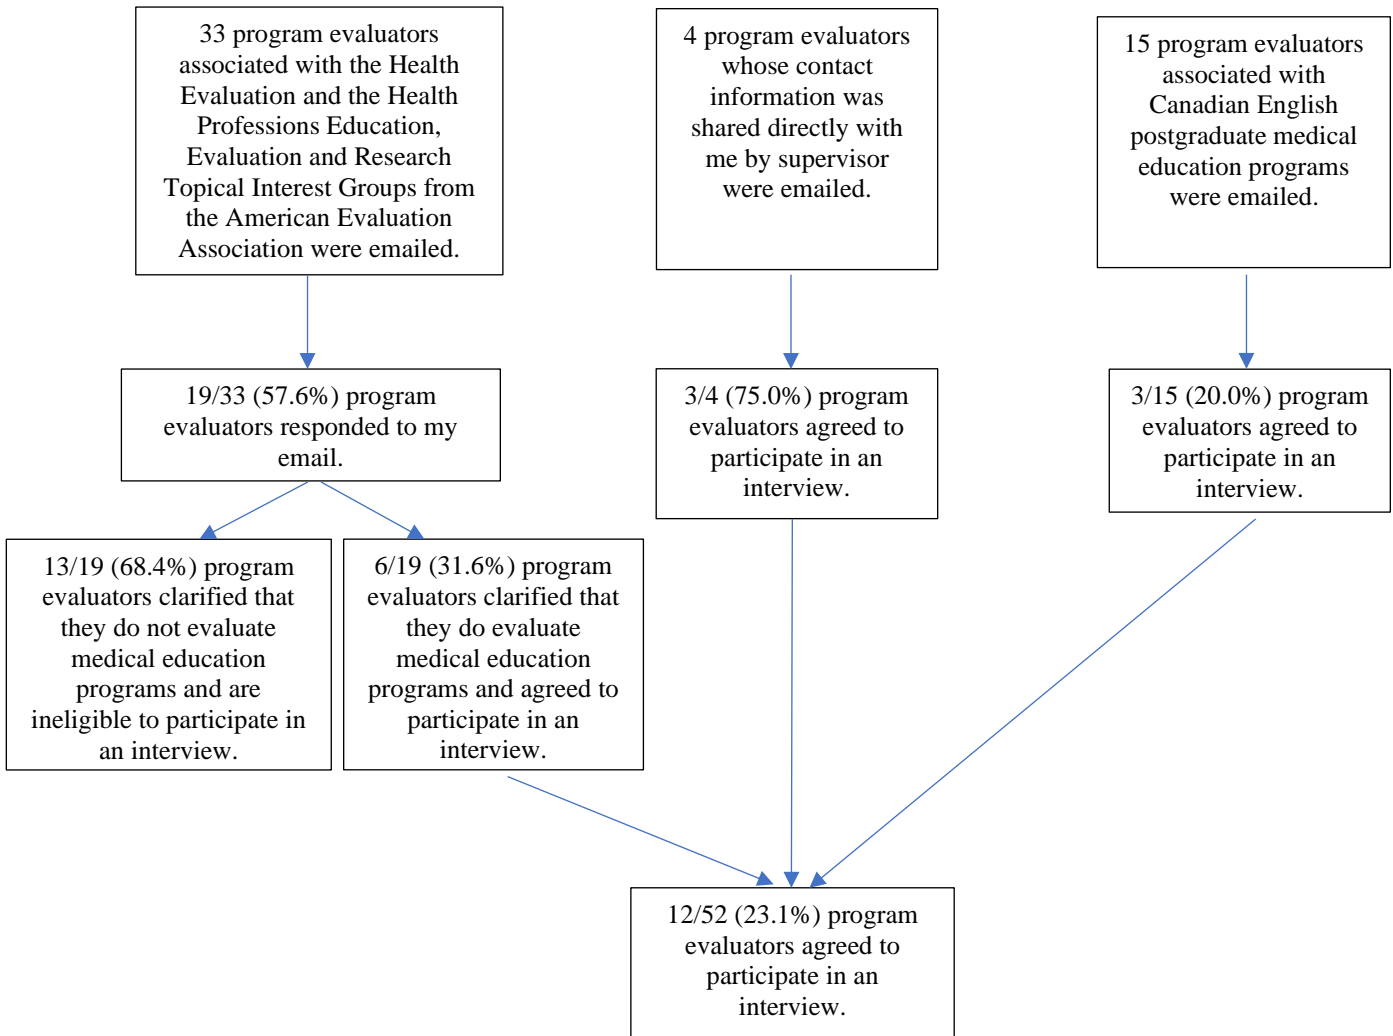 33 program evaluators
associated with the Health
Evaluation and the Health
Professions Education,
Evaluation and Research
Topical Interest Groups from
the American Evaluation
Association were emailed.
4 program evaluators
whose contact
information was
shared directly with
me by supervisor
were emailed.
15 program evaluators
associated with
Canadian English
postgraduate medical
education programs
were emailed.
19/33 (57.6%) program
evaluators responded to my
email.
3/4 (75.0%) program
evaluators agreed to
participate in an
interview.
3/15 (20.0%) program
evaluators agreed to
participate in an
interview.
13/19 (68.4%) program
evaluators clarified that
they do not evaluate
medical education
programs and are
ineligible to participate in
an interview.
6/19 (31.6%) program
evaluators clarified that
they do evaluate
medical education
programs and agreed to
participate in an
interview.
12/52 (23.1%) program
evaluators agreed to
participate in an
interview.